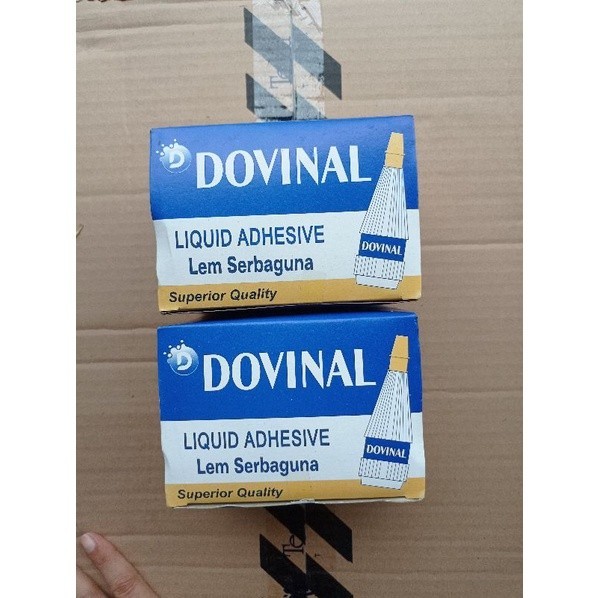 DOVINAL
LIQUID ADHESIVE
Lem Serbaguna
DOVINAL
Superior Quality
DOVINAL
LIQUID ADHESIVE
Lem Serbaguna
DOVINAL
Superior Quality